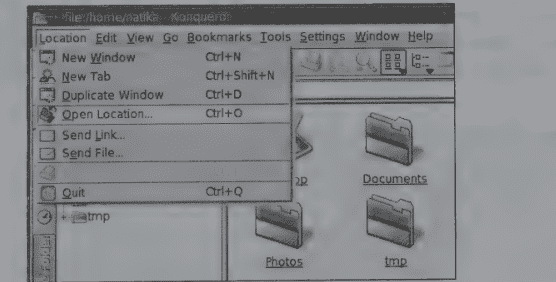 file:/home/natika - Konqueror
Location Edit View Go Bookmarks Tools Settings Window Help
New Window Ctrl+N
New Tab Ctrl+Shift+N
Duplicate Window Ctrl+D
Open Location... Ctrl+O
Send Link...
Send File...
Quit Ctrl+Q
op Documents
tmp
Photos tmp